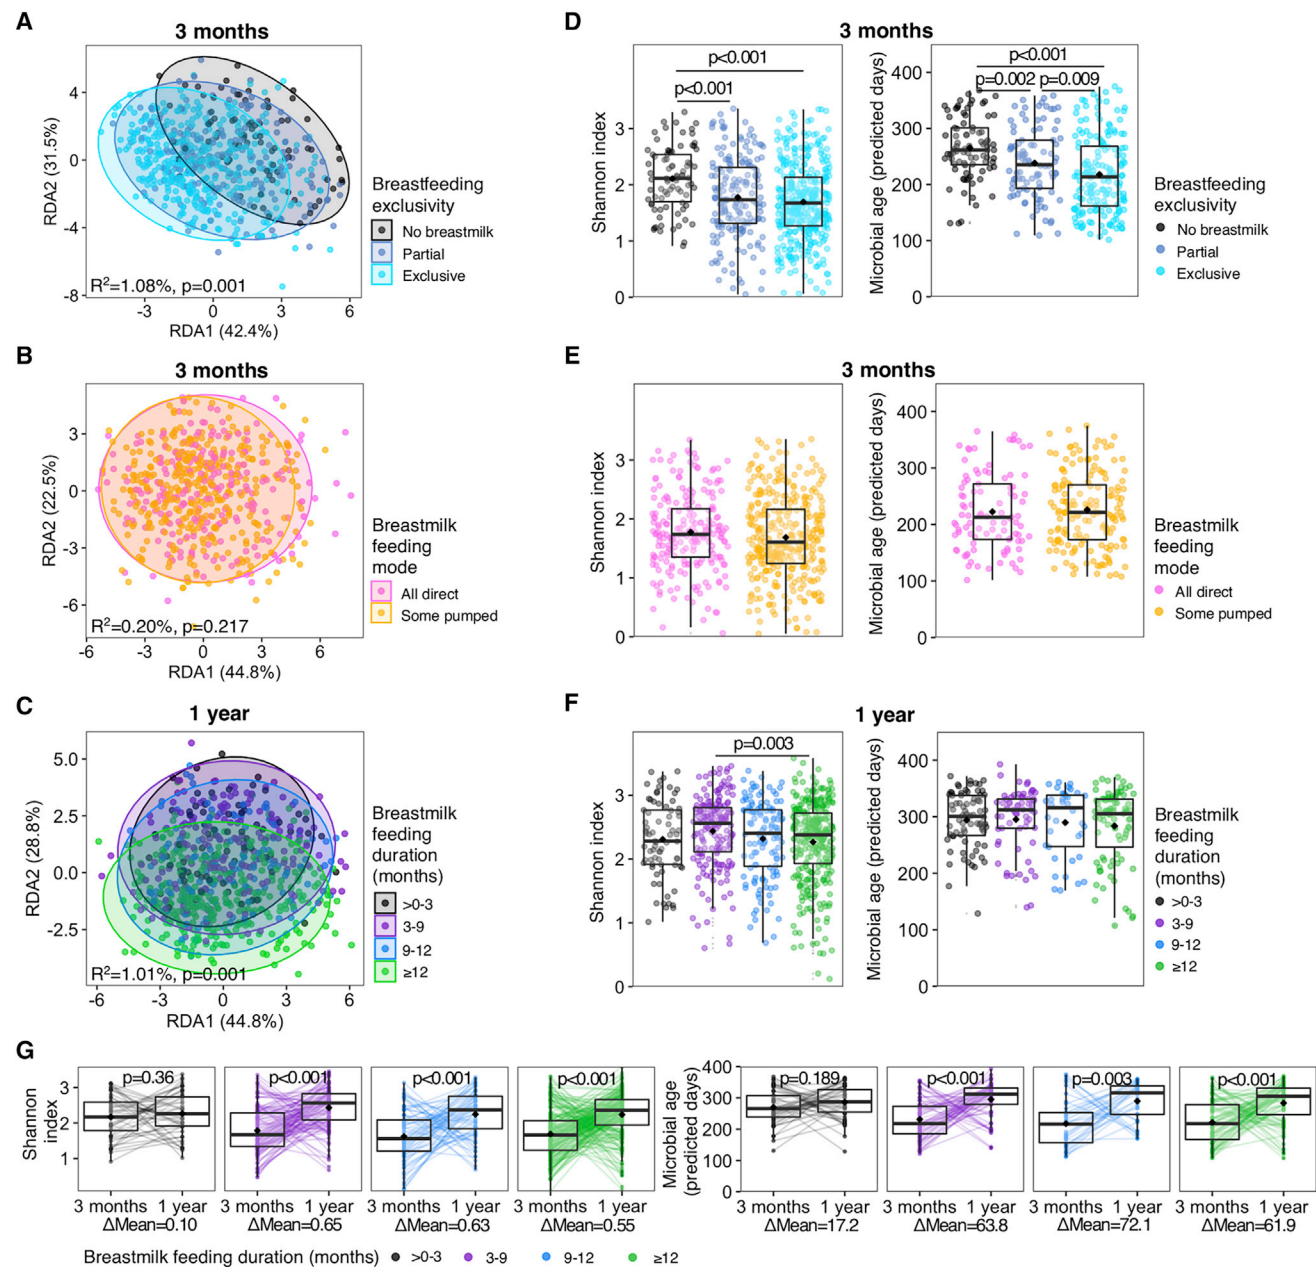 A
3 months
RDA2 (31.5%)
4
0
-4
-8
R²=1.08%, p=0.001
-3
0
3
6
RDA1 (42.4%)
Breastfeeding
exclusivity
No breastmilk
Partial
Exclusive
D
3 months
Shannon index
3
2
1
0
p<0.001
p<0.001
Microbial age (predicted days)
400
300
200
100
0
p<0.001
p=0.002
p=0.009
Breastfeeding
exclusivity
No breastmilk
Partial
Exclusive
B
3 months
RDA2 (22.5%)
3
0
-3
-6
R²=0.20%, p=0.217
-6
-3
0
3
6
RDA1 (44.8%)
Breastmilk
feeding
mode
All direct
Some pumped
E
3 months
Shannon index
3
2
1
0
Microbial age (predicted days)
400
300
200
100
0
Breastmilk
feeding
mode
All direct
Some pumped
C
1 year
RDA2 (28.8%)
5.0
2.5
0.0
-2.5
R²=1.01%, p=0.001
-6
-3
0
3
6
RDA1 (44.8%)
Breastmilk
feeding
duration
(months)
>0-3
3-9
9-12
≥12
F
1 year
Shannon index
3
2
1
0
p=0.003
Microbial age (predicted days)
400
300
200
100
0
Breastmilk
feeding
duration
(months)
>0-3
3-9
9-12
≥12
G
Shannon
index
3
2
1
p=0.36
p<0.001
p<0.001
p<0.001
3 months 1 year
ΔMean=0.10
3 months 1 year
ΔMean=0.65
3 months 1 year
ΔMean=0.63
3 months 1 year
ΔMean=0.55
Microbial age
(predicted days)
400
300
200
100
0
p=0.189
p<0.001
p=0.003
p<0.001
3 months 1 year
ΔMean=17.2
3 months 1 year
ΔMean=63.8
3 months 1 year
ΔMean=72.1
3 months 1 year
ΔMean=61.9
Breastmilk feeding duration (months) >0-3 3-9 9-12 ≥12